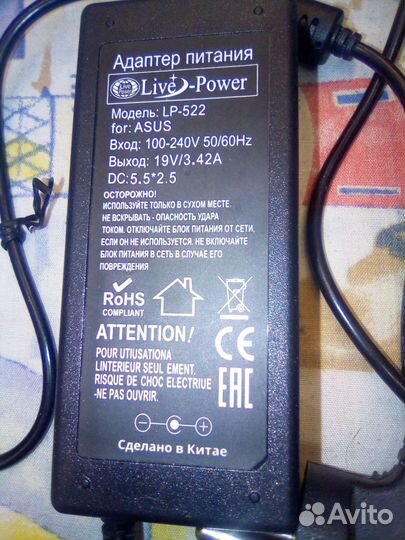 Адаптер питания
Live-Power
Модель: LP-522
for: ASUS
Вход: 100-240V 50/60Hz
Выход: 19V/3.42A
DC:5.5*2.5
ОСТОРОЖНО!
ИСПОЛЬЗУЙТЕ ТОЛЬКО В СУХОМ МЕСТЕ.
НЕ ВСКРЫВАТЬ - ОПАСНОСТЬ УДАРА
ТОКОМ. ОТКЛЮЧАЙТЕ БЛОК ПИТАНИЯ ОТ СЕТИ,
ЕСЛИ ОН НЕ ИСПОЛЬЗУЕТСЯ. НЕ ВКЛЮЧАЙТЕ
БЛОК ПИТАНИЯ В СЕТЬ В СЛУЧАЕ ЕГО
ПОВРЕЖДЕНИЯ
RoHS
COMPLIANT
ATTENTION!
POUR UTIUSATIONA
LINTERIEUR SEUL EMENT.
RISQUE DE CHOC ELECTRIUE
-NE PAS OUVRIR.
CE
EAC
Сделано в Китае
Avito